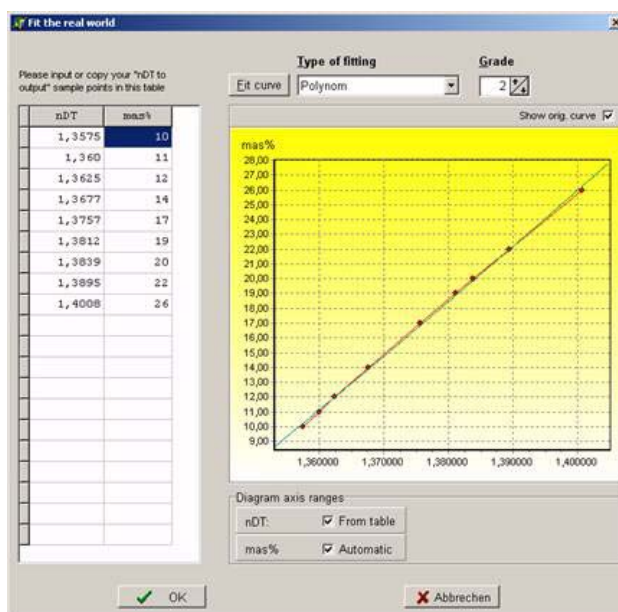 Fit the real world
Please input or copy your "nDT to
output" sample points in this table
Type of fitting
Grade
Fit curve
Polynom
2
nDT mas%
1,3575 10
1,360 11
1,3625 12
1,3677 14
1,3757 17
1,3812 19
1,3839 20
1,3895 22
1,4008 26
Show orig. curve
mas%
28,00
27,00
26,00
25,00
24,00
23,00
22,00
21,00
20,00
19,00
18,00
17,00
16,00
15,00
14,00
13,00
12,00
11,00
10,00
9,00
1,360000 1,370000 1,380000 1,390000 1,400000
Diagram axis ranges
nDT: From table
mas% Automatic
OK
Abbrechen